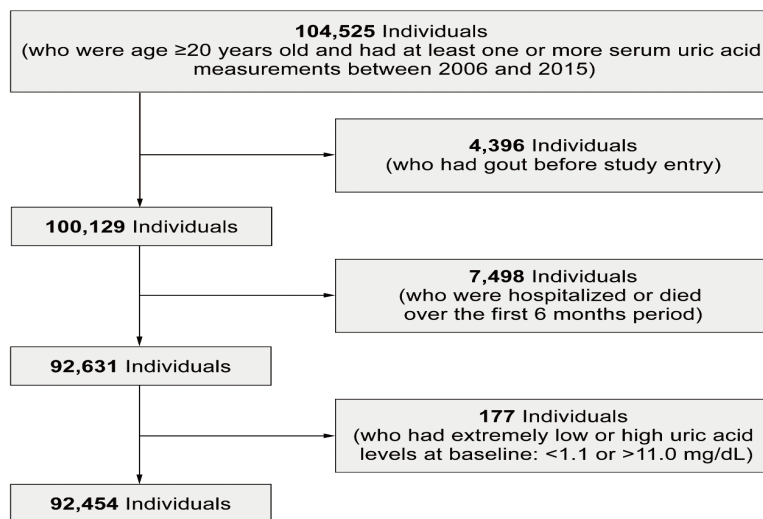 104,525 Individuals
(who were age ≥20 years old and had at least one or more serum uric acid
measurements between 2006 and 2015)
4,396 Individuals
(who had gout before study entry)
100,129 Individuals
7,498 Individuals
(who were hospitalized or died
over the first 6 months period)
92,631 Individuals
177 Individuals
(who had extremely low or high uric acid
levels at baseline: <1.1 or >11.0 mg/dL)
92,454 Individuals